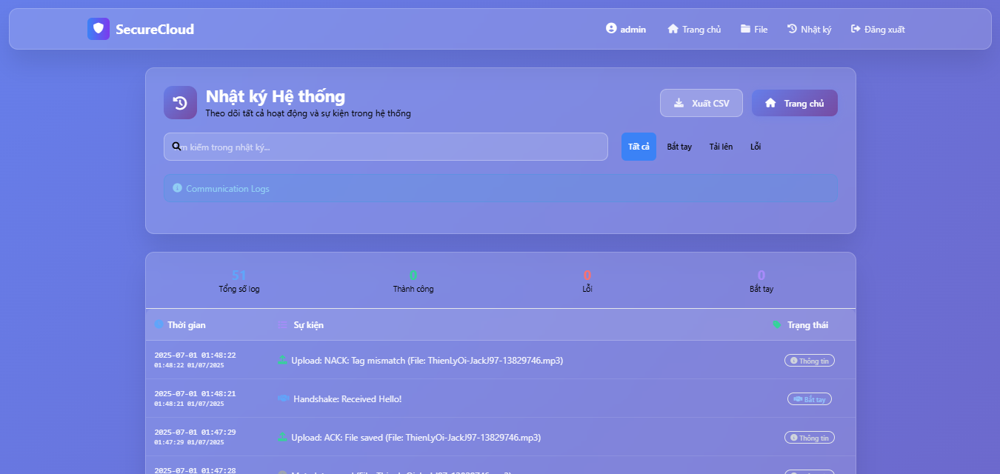 SecureCloud
admin
Trang chủ
File
Nhật ký
Đăng xuất
Nhật ký Hệ thống
Theo dõi tất cả hoạt động và sự kiện trong hệ thống
Xuất CSV
Trang chủ
kiếm trong nhật ký...
Tất cả
Bắt tay
Tải lên
Lỗi
Communication Logs
51
Tổng số log
0
Thành công
0
Lỗi
0
Bắt tay
Thời gian
Sự kiện
Trạng thái
2025-07-01 01:48:22
01:48:22 01/07/2025
Upload: NACK: Tag mismatch (File: ThienLyOi-JackJ97-13829746.mp3)
Thông tin
2025-07-01 01:48:21
01:48:21 01/07/2025
Handshake: Received Hello!
Bắt tay
2025-07-01 01:47:29
01:47:29 01/07/2025
Upload: ACK: File saved (File: ThienLyOi-JackJ97-13829746.mp3)
Thông tin
2025-07-01 01:47:28